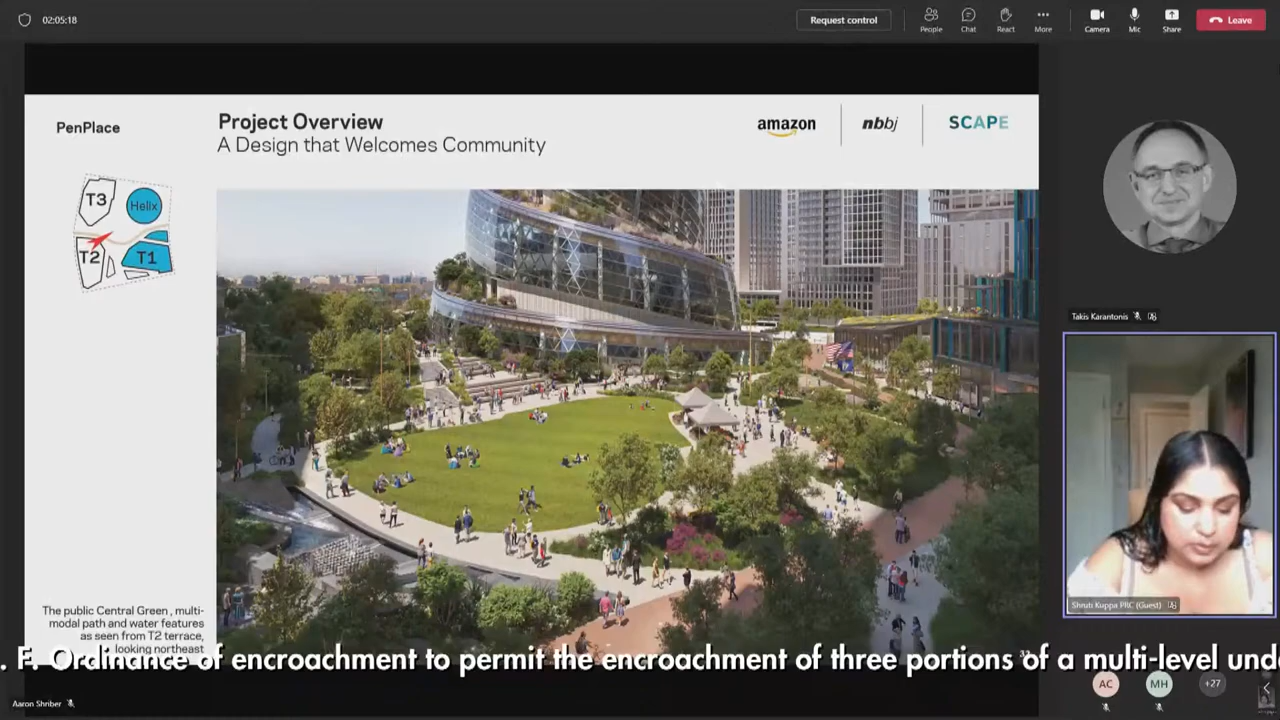 02:05:18
Request control
People
Chat
React
More
Camera
Mic
Share
Leave
PenPlace
Project Overview
A Design that Welcomes Community
amazon
nbbj
SCAPE
T3
Helix
T2
T1
The public Central Green , multi-
modal path and water features
as seen from T2 terrace,
looking northeast
Takis Karantonis
Shruti Kuppa PRC (Guest)
. E. Ordinance of encroachment to permit the encroachment of three portions of a multi-level und
Aaron Shriber
AC
MH
+27